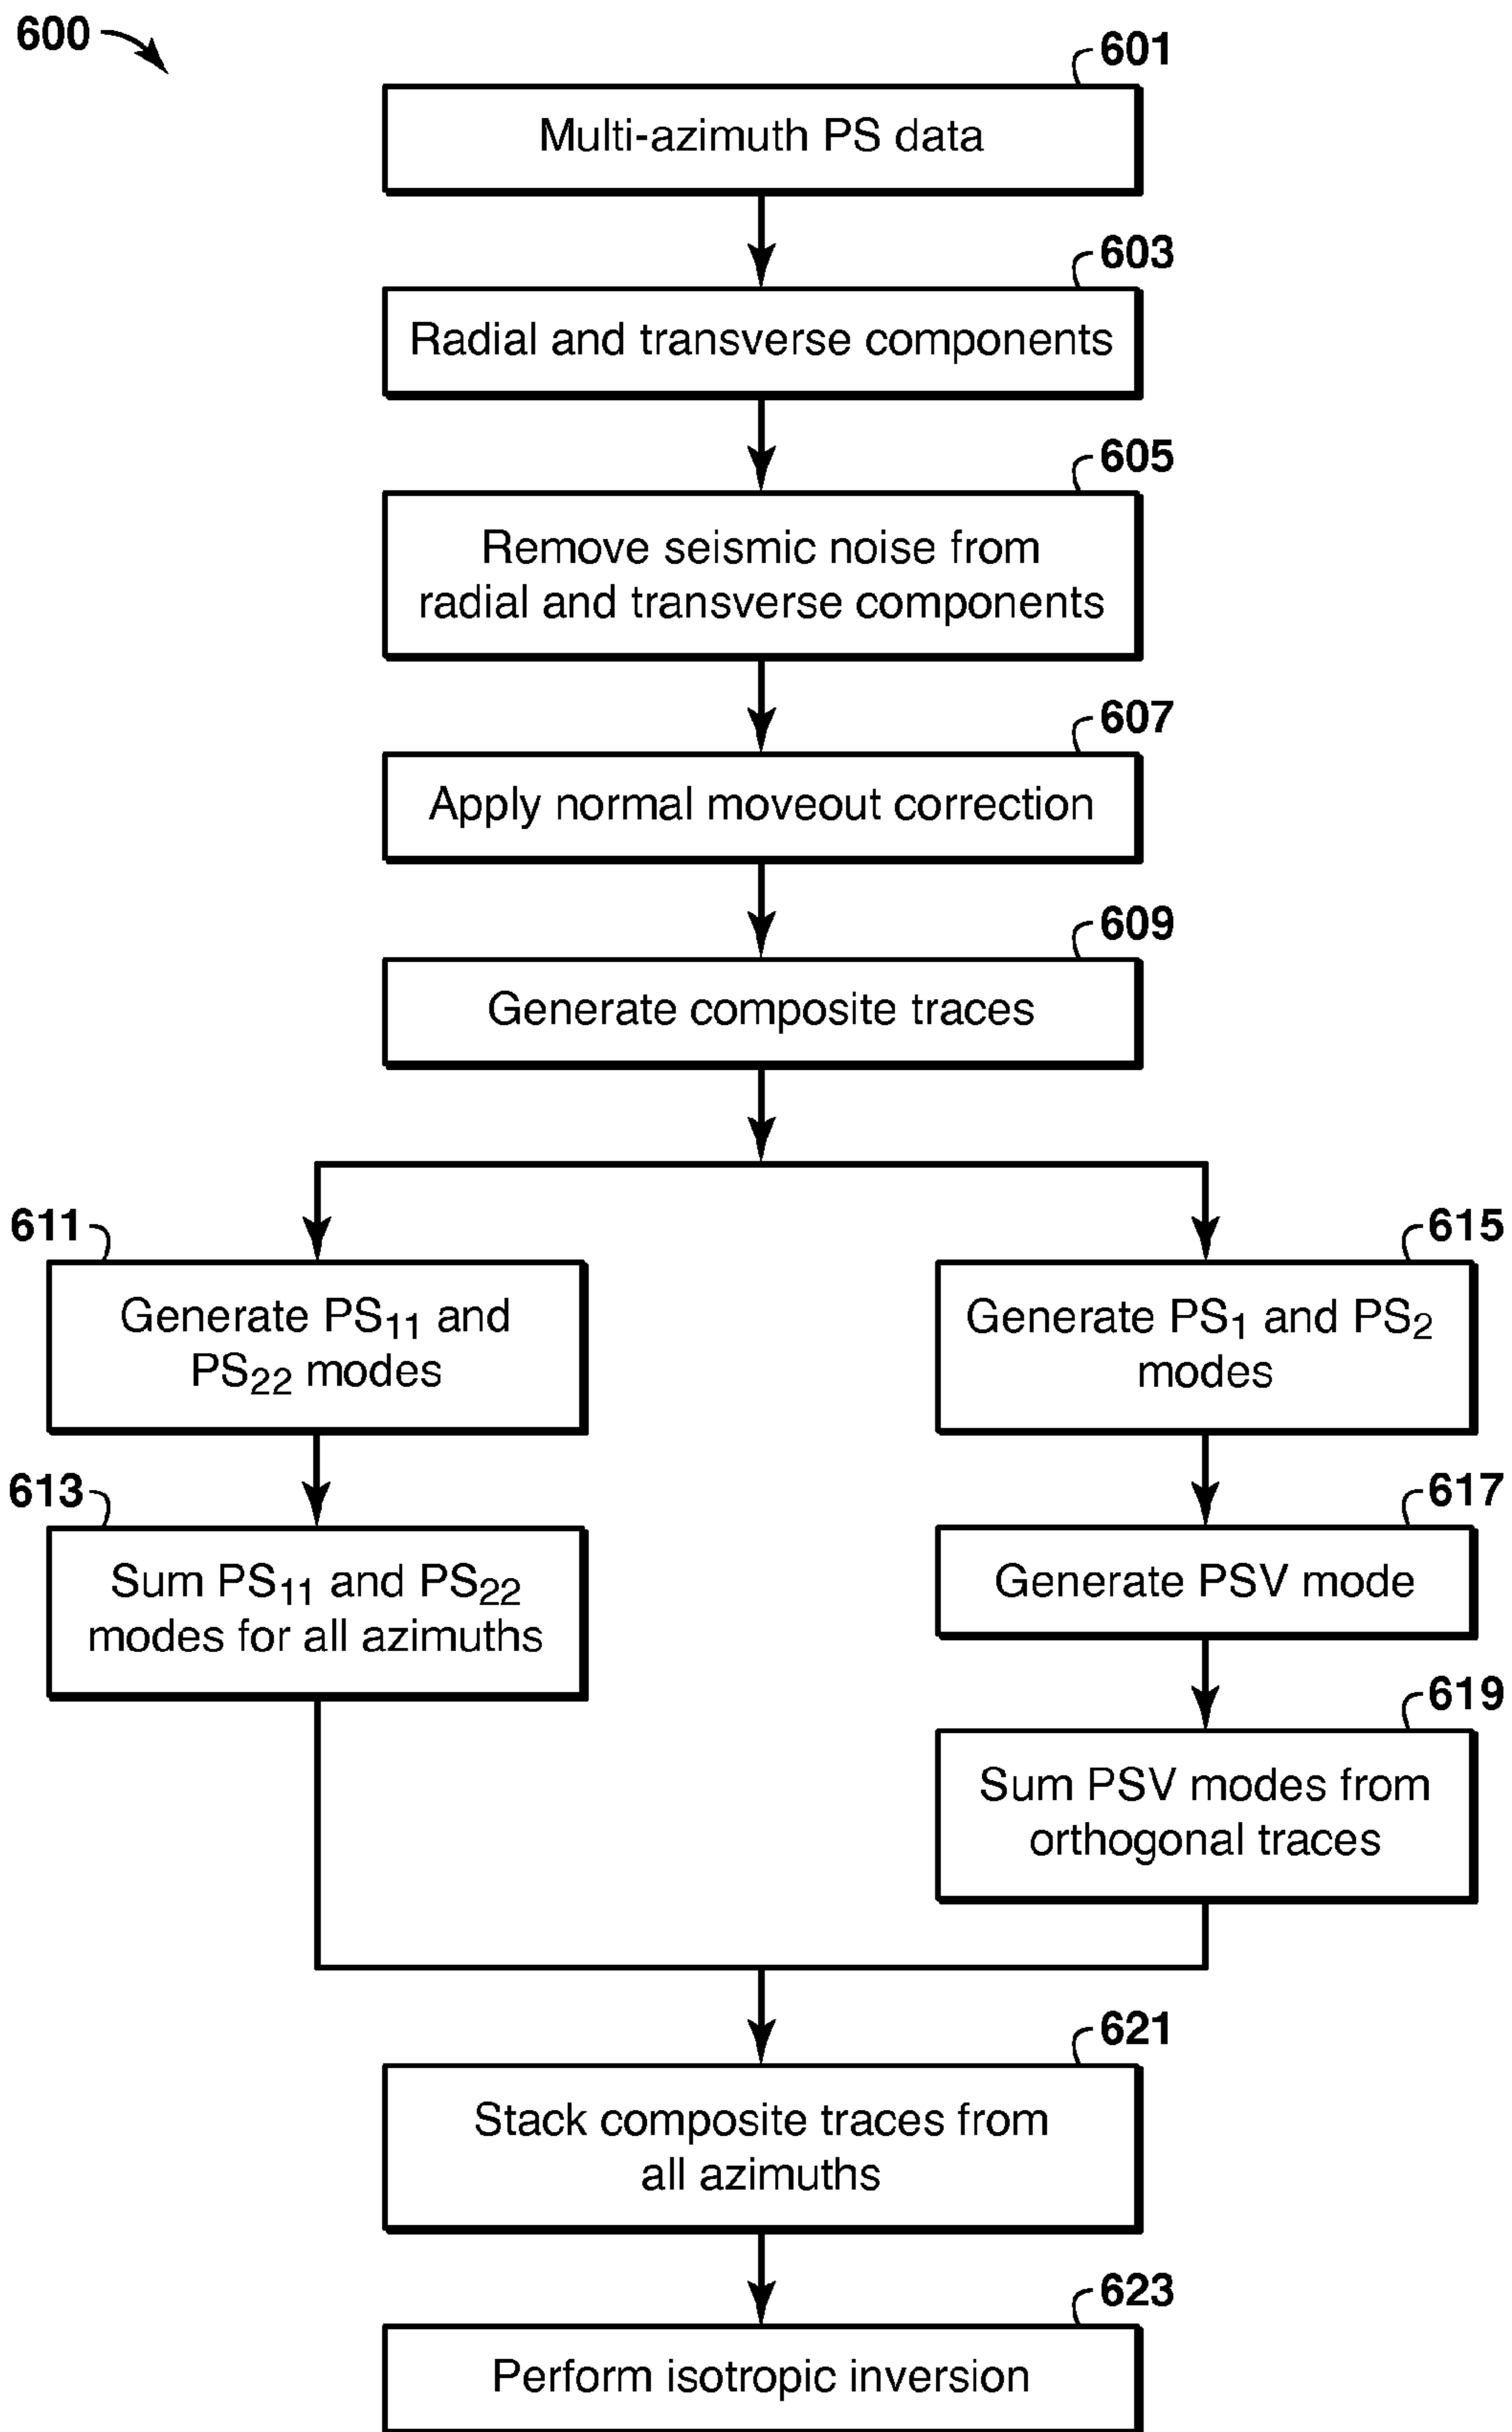 600
601
Multi-azimuth PS data
603
Radial and transverse components
605
Remove seismic noise from
radial and transverse components
607
Apply normal moveout correction
609
Generate composite traces
611
Generate PS11 and
PS22 modes
613
Sum PS11 and PS22
modes for all azimuths
615
Generate PS1 and PS2
modes
617
Generate PSV mode
619
Sum PSV modes from
orthogonal traces
621
Stack composite traces from
all azimuths
623
Perform isotropic inversion